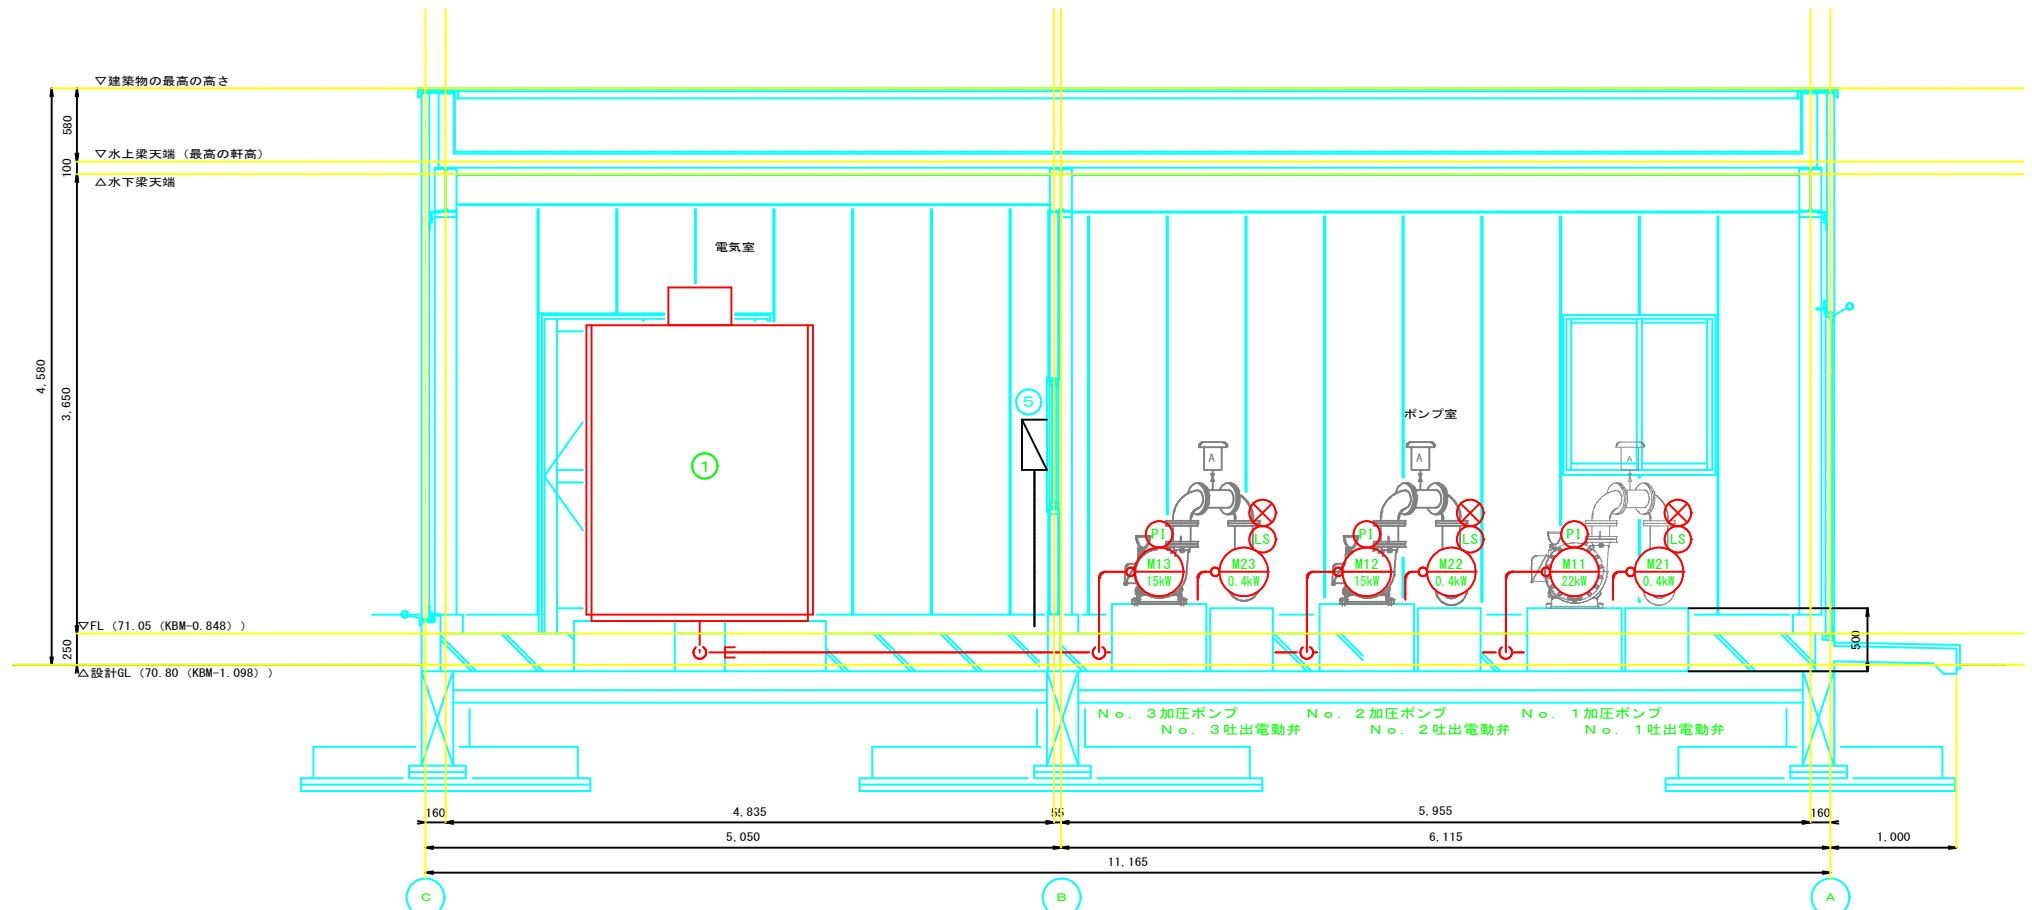 ▽建築物の最高の高さ
580
▽水上梁天端（最高の軒高）
100
△水下梁天端
電気室
4,580
3,650
5
ポンプ室
1
A
A
A
PI
LS
PI
LS
PI
LS
M13
15kW
M23
0.4kW
M12
15kW
M22
0.4kW
M11
22kW
M21
0.4kW
▽FL（71.05（KBM-0.848））
250
500
E
△設計GL（70.80（KBM-1.098））
No．3加圧ポンプ
No．2加圧ポンプ
No．1加圧ポンプ
No．3吐出電動弁
No．2吐出電動弁
No．1吐出電動弁
160
4,835
55
5,955
160
5,050
6,115
1,000
11,165
C
B
A